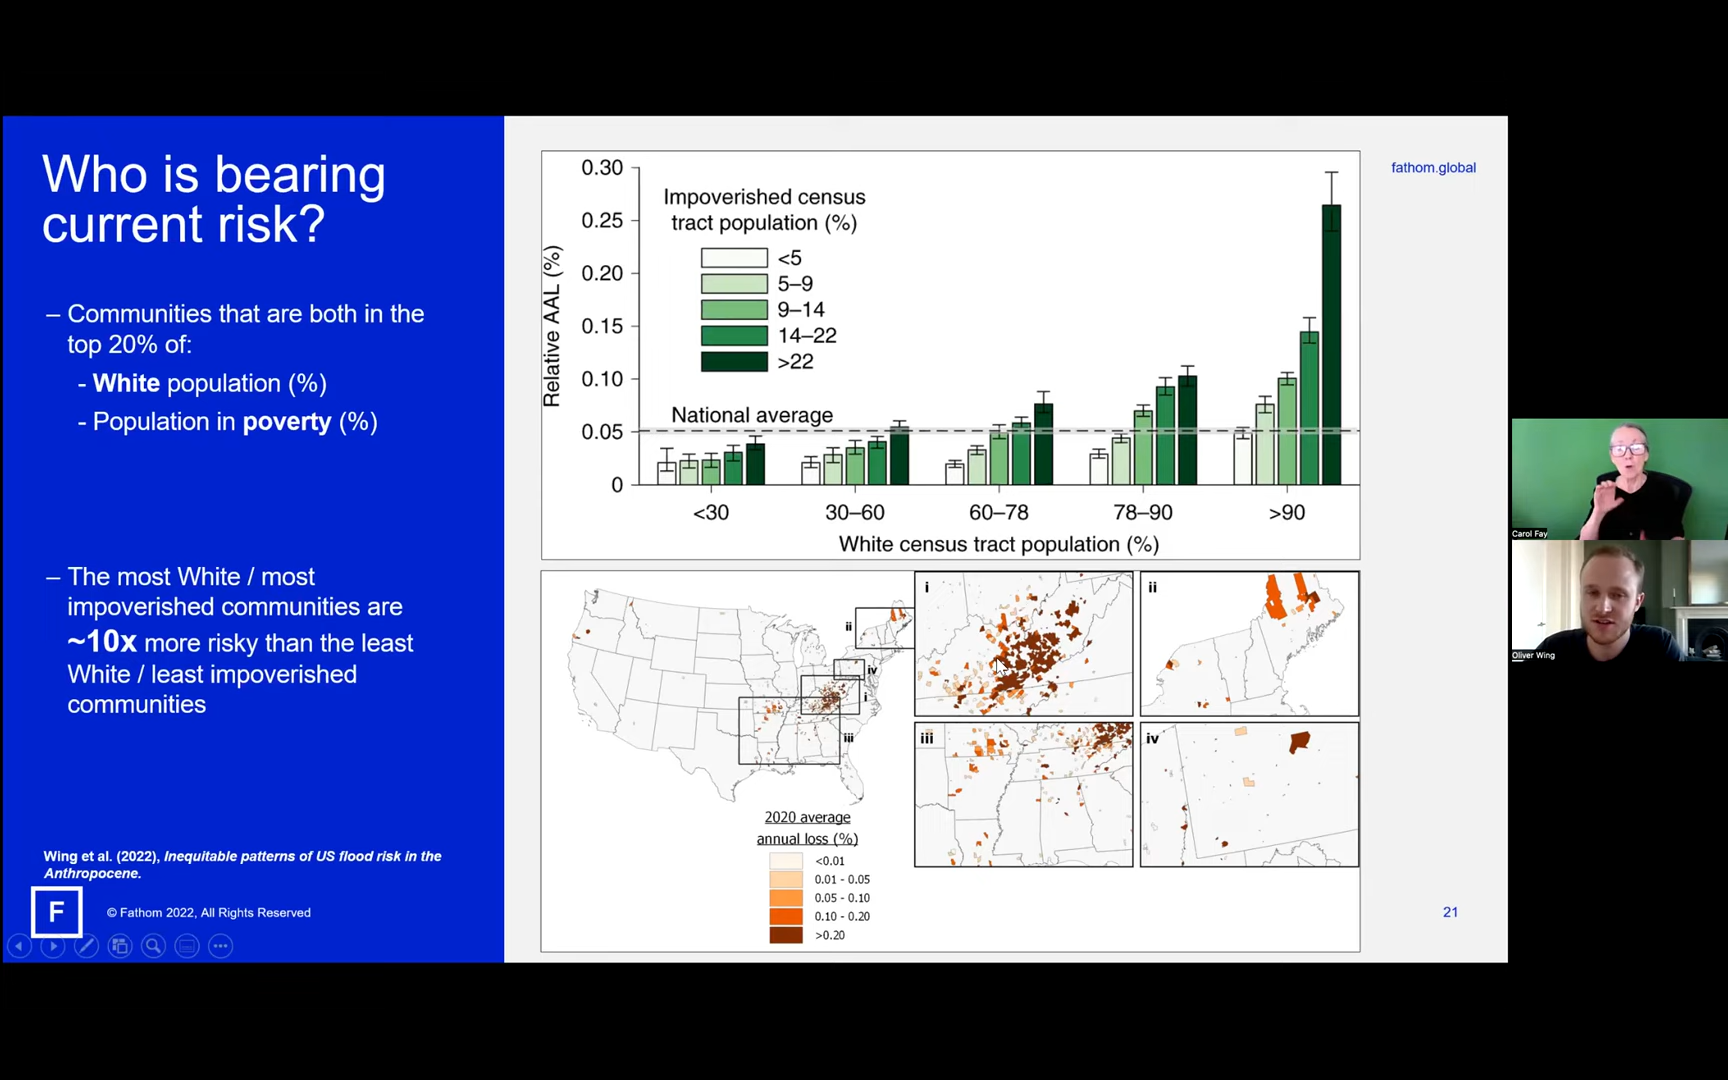 Who is bearing
current risk?
– Communities that are both in the
top 20% of:
- White population (%)
- Population in poverty (%)
– The most White / most
impoverished communities are
~10x more risky than the least
White / least impoverished
communities
Wing et al. (2022), Inequitable patterns of US flood risk in the
Anthropocene.
F
© Fathom 2022, All Rights Reserved
fathom.global
Relative AAL (%)
0.30
0.25
0.20
0.15
0.10
0.05
0
Impoverished census
tract population (%)
<5
5–9
9–14
14–22
>22
National average
<30
30–60
60–78
78–90
>90
White census tract population (%)
ii
iv
i
iii
2020 average
annual loss (%)
<0.01
0.01 - 0.05
0.05 - 0.10
0.10 - 0.20
>0.20
i
ii
iii
iv
21
Carol Fay
Oliver Wing